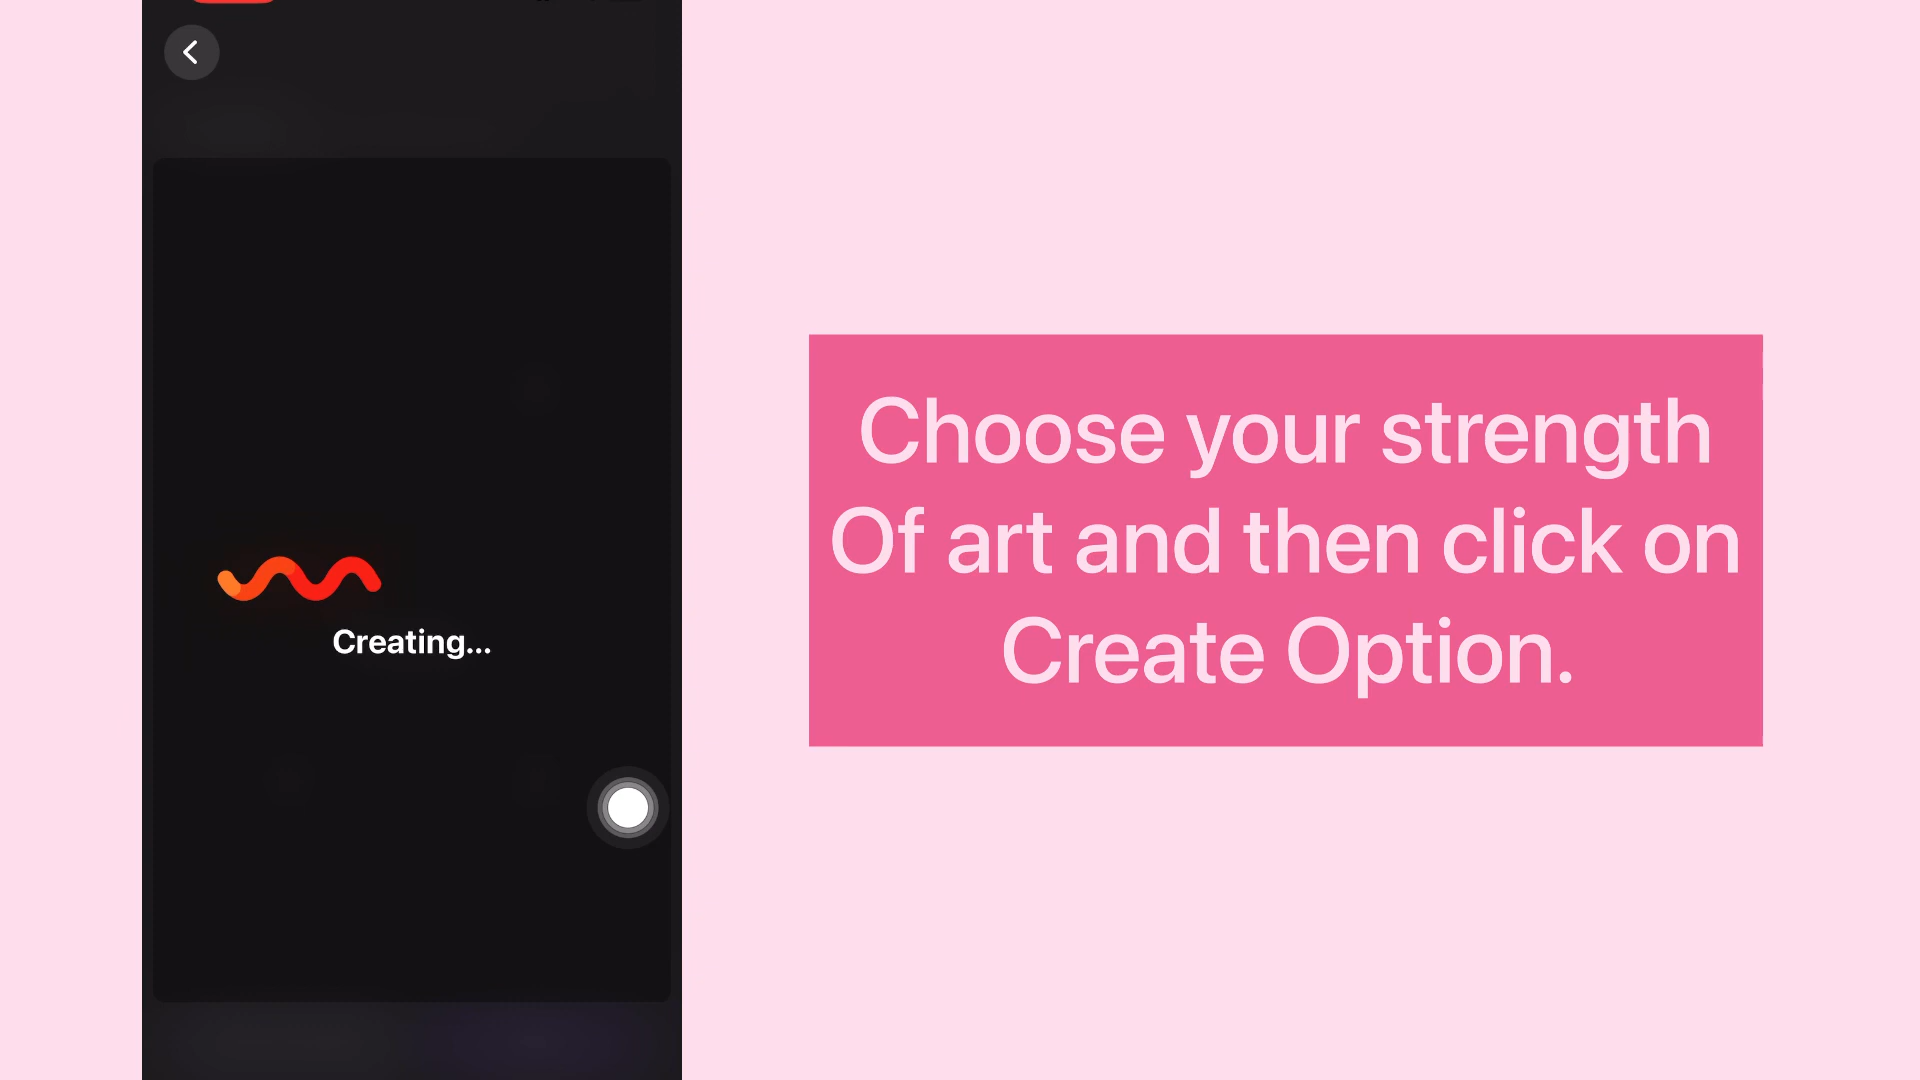 Creating...
Choose your strength
Of art and then click on
Create Option.